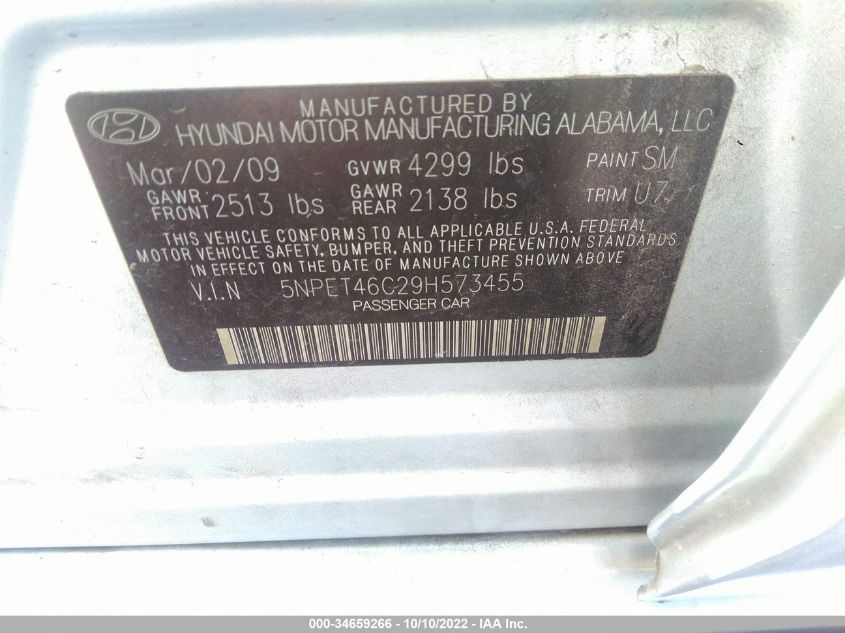 MANUFACTURED BY
HYUNDAI MOTOR MANUFACTURING ALABAMA, LLC
Mar/02/09 GVWR 4299 lbs PAINT SM
GAWR FRONT 2513 lbs GAWR REAR 2138 lbs TRIM U7
THIS VEHICLE CONFORMS TO ALL APPLICABLE U.S.A. FEDERAL
MOTOR VEHICLE SAFETY, BUMPER, AND THEFT PREVENTION STANDARDS
IN EFFECT ON THE DATE OF MANUFACTURE SHOWN ABOVE
V.I.N 5NPET46C29H573455
PASSENGER CAR
000-34659266 - 10/10/2022 - IAA Inc.